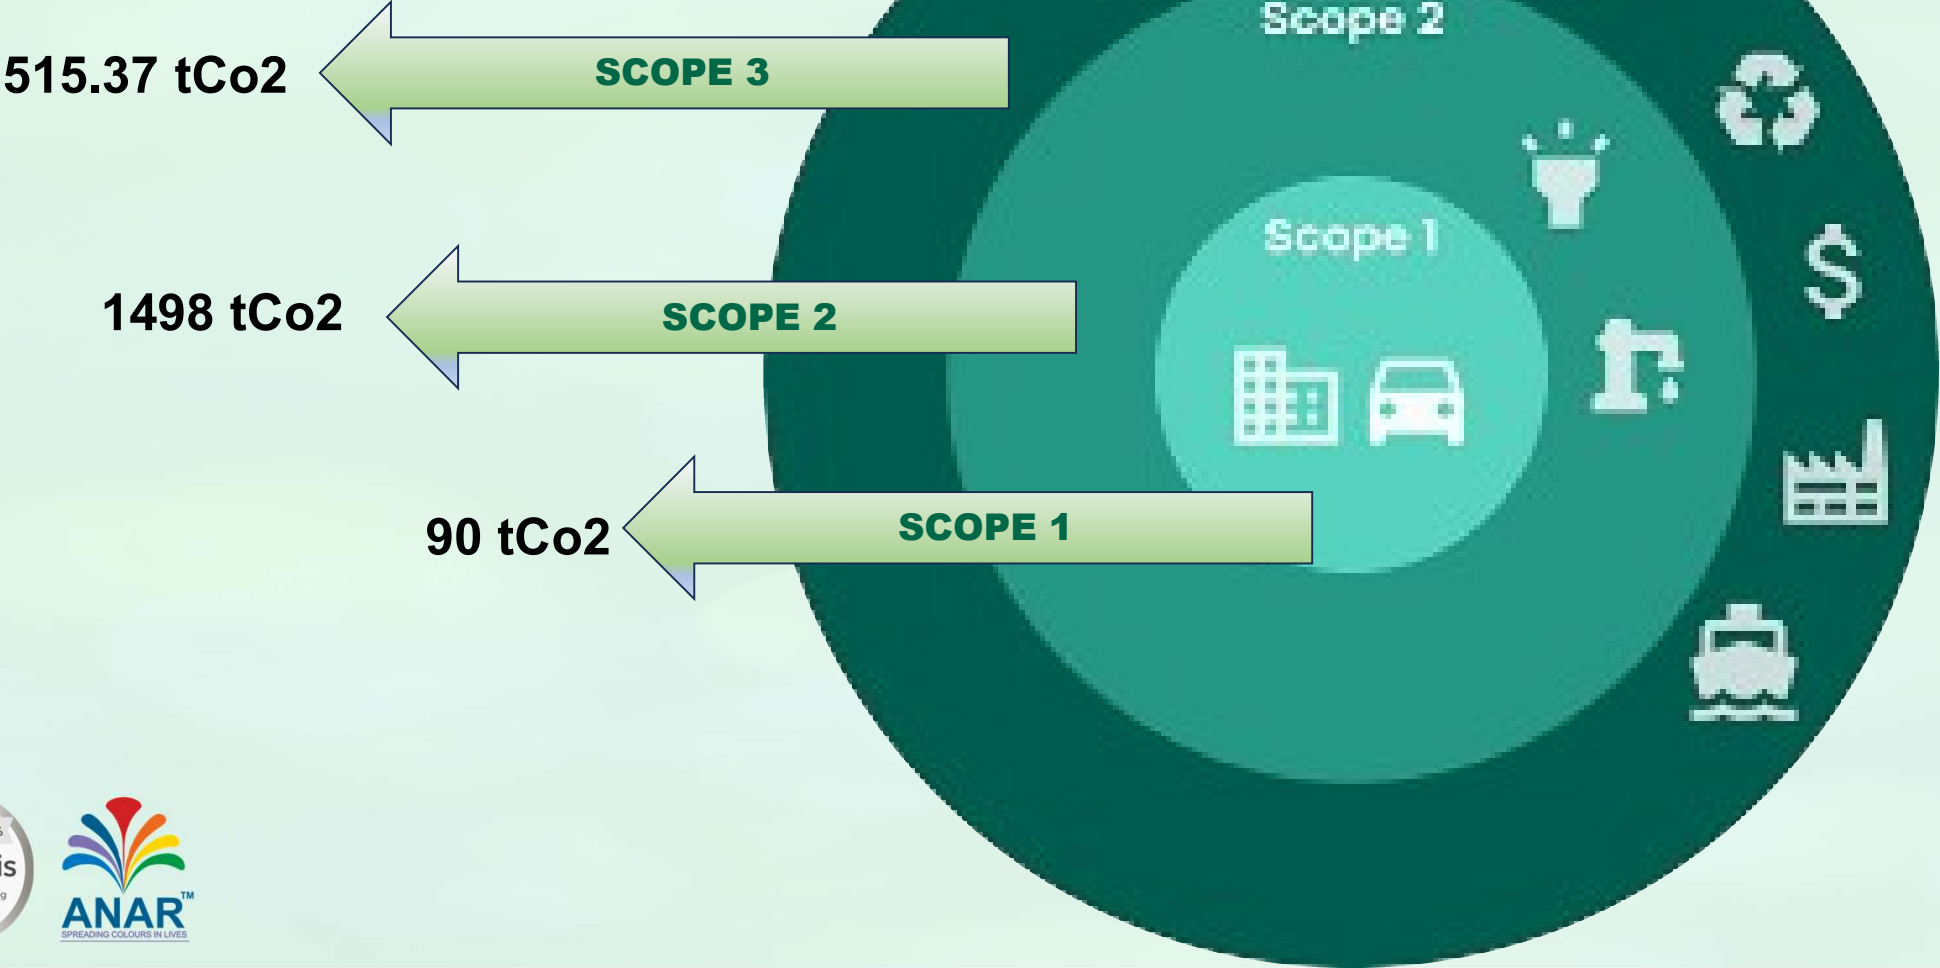 Scope 2
515.37 tCo2
SCOPE 3
Scope 1
1498 tCo2
SCOPE 2
90 tCo2
SCOPE 1
is
ANAR™
SPREADING COLOURS IN LIVES